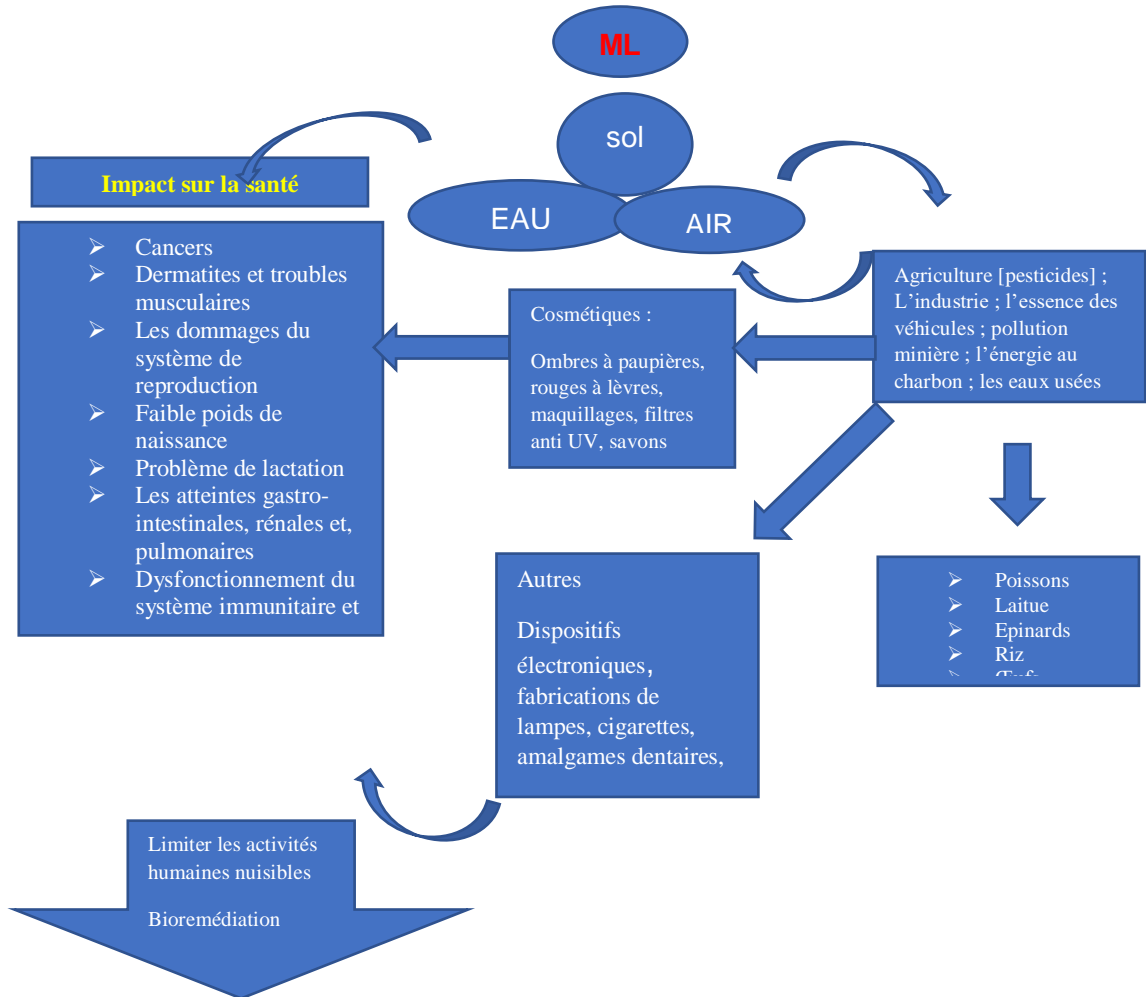 ML
sol
EAU
AIR
Impact sur la santé
➢ Cancers
➢ Dermatites et troubles
musculaires
➢ Les dommages du
système de
reproduction
➢ Faible poids de
naissance
➢ Problème de lactation
➢ Les atteintes gastro-
intestinales, rénales et,
pulmonaires
➢ Dysfonctionnement du
système immunitaire et
Cosmétiques :
Ombres à paupières,
rouges à lèvres,
maquillages, filtres
anti UV, savons
Agriculture [pesticides] ;
L’industrie ; l’essence des
véhicules ; pollution
minière ; l’énergie au
charbon ; les eaux usées
Autres
Dispositifs
électroniques,
fabrications de
lampes, cigarettes,
amalgames dentaires,
➢ Poissons
➢ Laitue
➢ Epinards
➢ Riz
Limiter les activités
humaines nuisibles
Bioremédiation